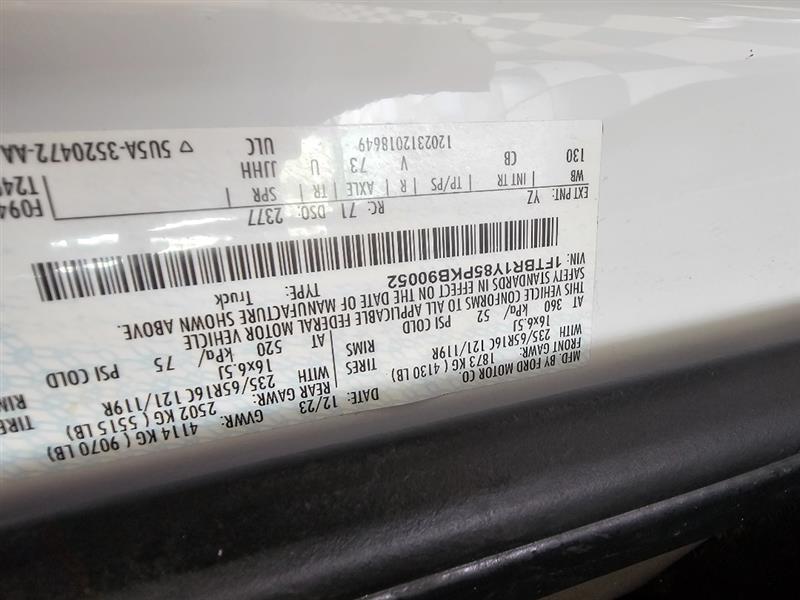 MFD. BY FORD MOTOR CO.
DATE: 12/23
GVWR: 4114 KG ( 9070 LB)
FRONT GAWR: 1873 KG ( 4130 LB)
REAR GAWR: 2502 KG ( 5515 LB)
WITH 235/65R16C 121/119R TIRES
WITH 235/65R16C 121/119R TIRE
16x6.5J RIMS
16x6.5J RIM
AT 360 kPa/ 52 PSI COLD
AT 520 kPa/ 75 PSI COLD
THIS VEHICLE CONFORMS TO ALL APPLICABLE FEDERAL MOTOR VEHICLE
SAFETY STANDARDS IN EFFECT ON THE DATE OF MANUFACTURE SHOWN ABOVE.
VIN: 1FTBR1Y85PKB90052
TYPE: Truck
EXT PNT: YZ RC: 71 DSO: 2377
WB INT TR TP/PS R AXLE TR SPR
130 CB V 73 U JJHH
1202312018649 ULC
5USA-3520472-AA
F094